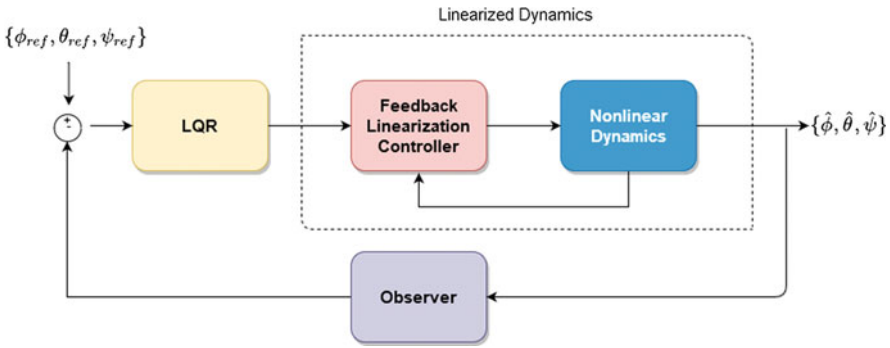 Linearized Dynamics
{ϕ_ref, θ_ref, ψ_ref}
+
-
LQR
Feedback
Linearization
Controller
Nonlinear
Dynamics
{ϕ̂, θ̂, ψ̂}
Observer